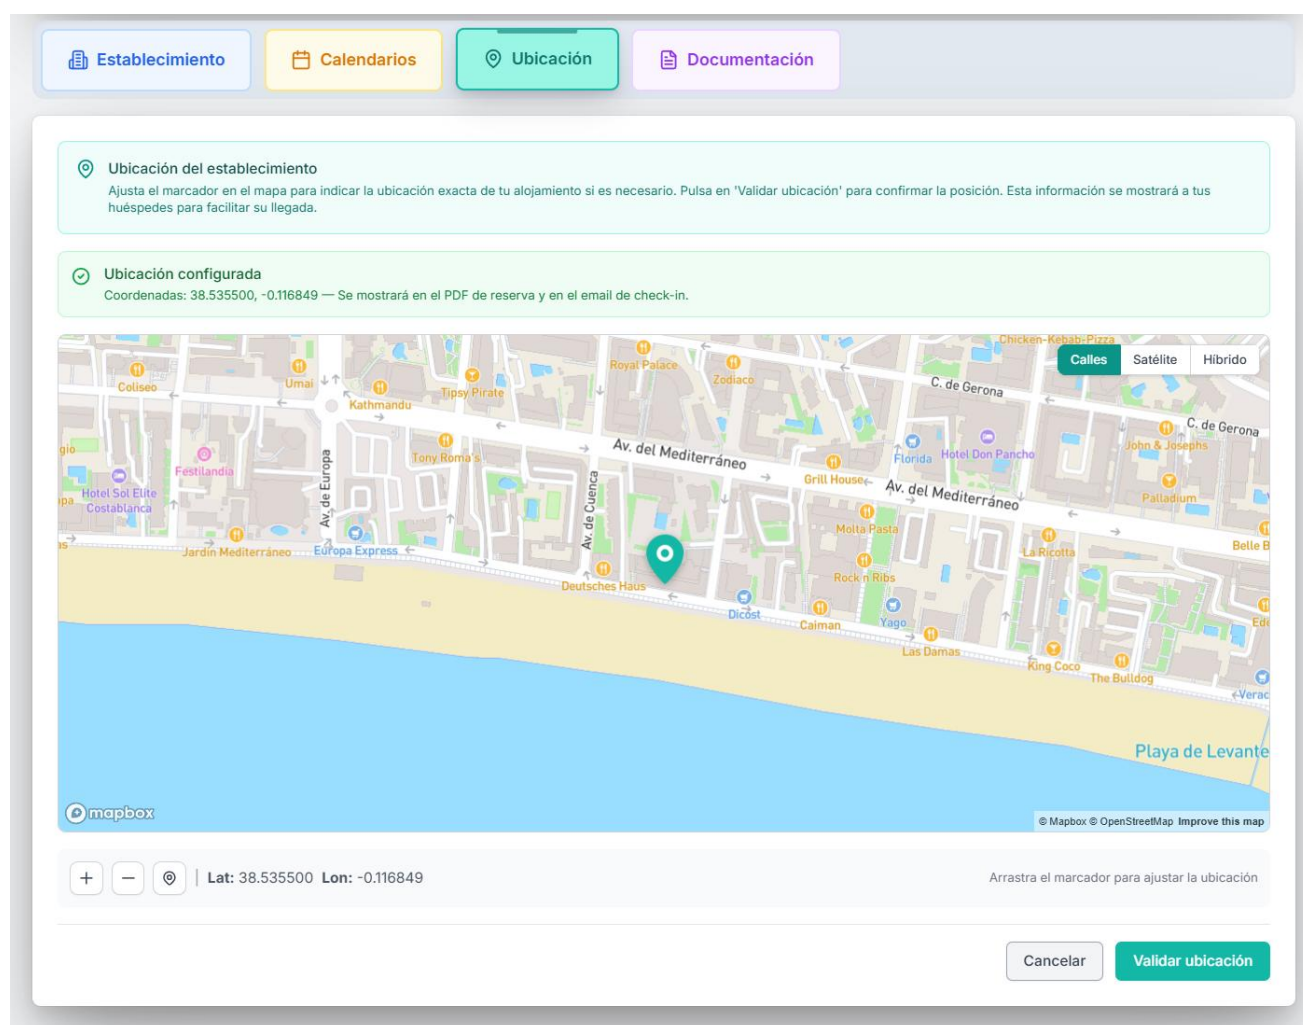 Establecimiento
Calendarios
Ubicación
Documentación
Ubicación del establecimiento
Ajusta el marcador en el mapa para indicar la ubicación exacta de tu alojamiento si es necesario. Pulsa en 'Validar ubicación' para confirmar la posición. Esta información se mostrará a tus
huéspedes para facilitar su llegada.
Ubicación configurada
Coordenadas: 38.535500, -0.116849 — Se mostrará en el PDF de reserva y en el email de check-in.
Chicken-Kebab-Pizza
Calles
Satélite
Híbrido
Royal Palace
Zodiaco
Coliseo
Umai
Kathmandu
Tipsy Pirate
C. de Gerona
C. de Gerona
gio
Festilandia
Av. de Europa
Tony Roma's
Av. del Mediterráneo
Grill House
Florida
Hotel Don Pancho
John & Josephs
Hotel Sol Elite
Costablanca
opa
Av. de Cuenca
Av. del Mediterráneo
Palladium
Molta Pasta
Jardín Mediterráneo
Europa Express
La Ricotta
Belle B
Deutsches Haus
Rock n Ribs
Dicost
Caiman
Yago
Las Damas
King Coco
The Bulldog
Ede
Verac
Playa de Levante
mapbox
© Mapbox © OpenStreetMap Improve this map
Lat: 38.535500 Lon: -0.116849
Arrastra el marcador para ajustar la ubicación
Cancelar
Validar ubicación